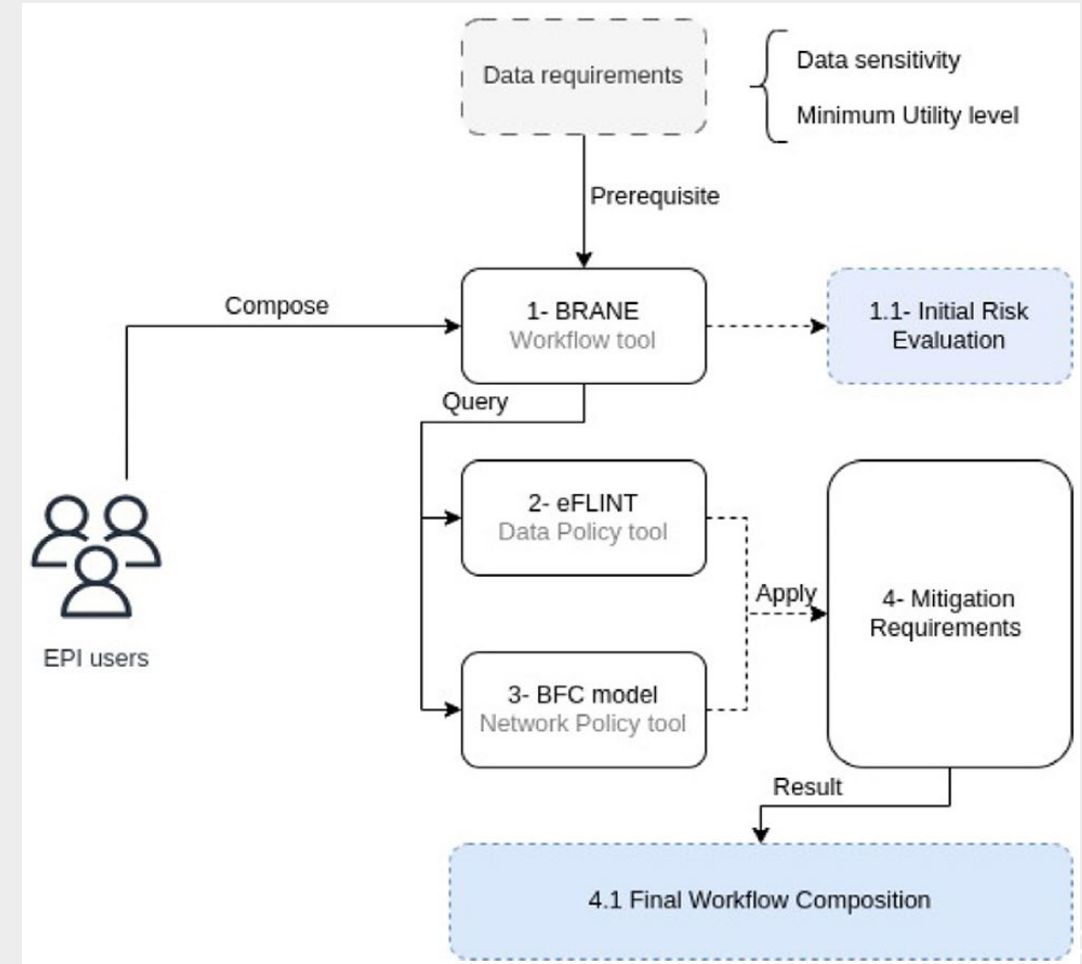 Data requirements
Data sensitivity
Minimum Utility level
Prerequisite
Compose
1- BRANE
Workflow tool
1.1- Initial Risk
Evaluation
Query
2- eFLINT
Data Policy tool
Apply
4- Mitigation
Requirements
EPI users
3- BFC model
Network Policy tool
Result
4.1 Final Workflow Composition